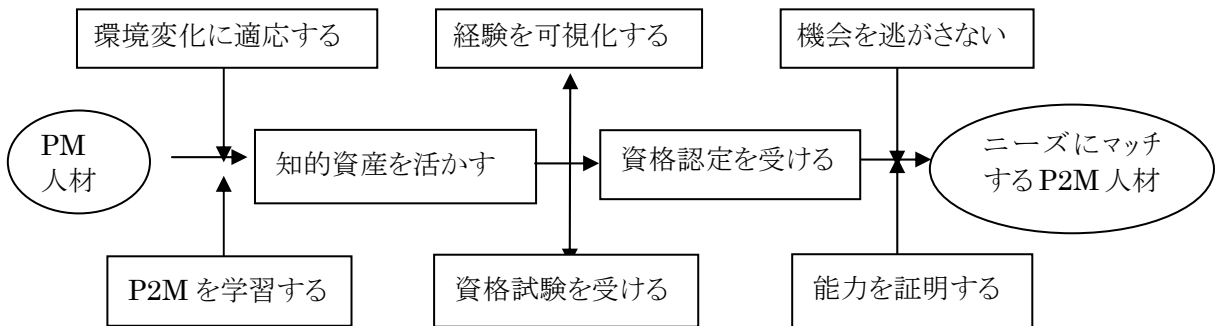 環境変化に適応する
経験を可視化する
機会を逃がさない
PM
人材
知的資産を活かす
資格認定を受ける
ニーズにマッチ
するP2M人材
P2Mを学習する
資格試験を受ける
能力を証明する